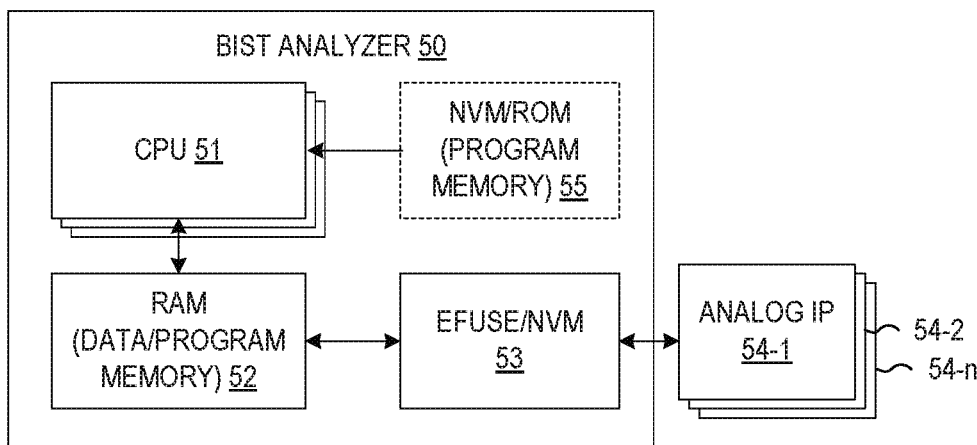 BIST ANALYZER 50
CPU 51
NVM/ROM
(PROGRAM
MEMORY) 55
RAM
(DATA/PROGRAM
MEMORY) 52
EFUSE/NVM
53
ANALOG IP
54-1
54-2
54-n